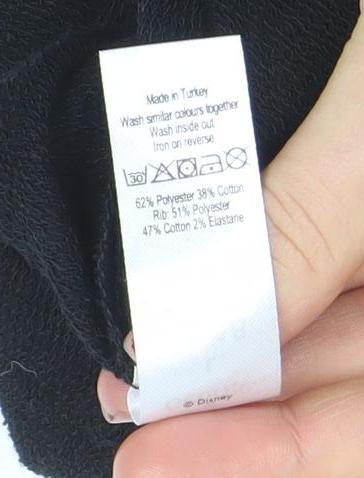 Made in Turkey
Wash similar colours together
Wash inside out
Iron on reverse
30
62% Polyester 38% Cotton
Rib: 51% Polyester
47% Cotton 2% Elastane
© Disney